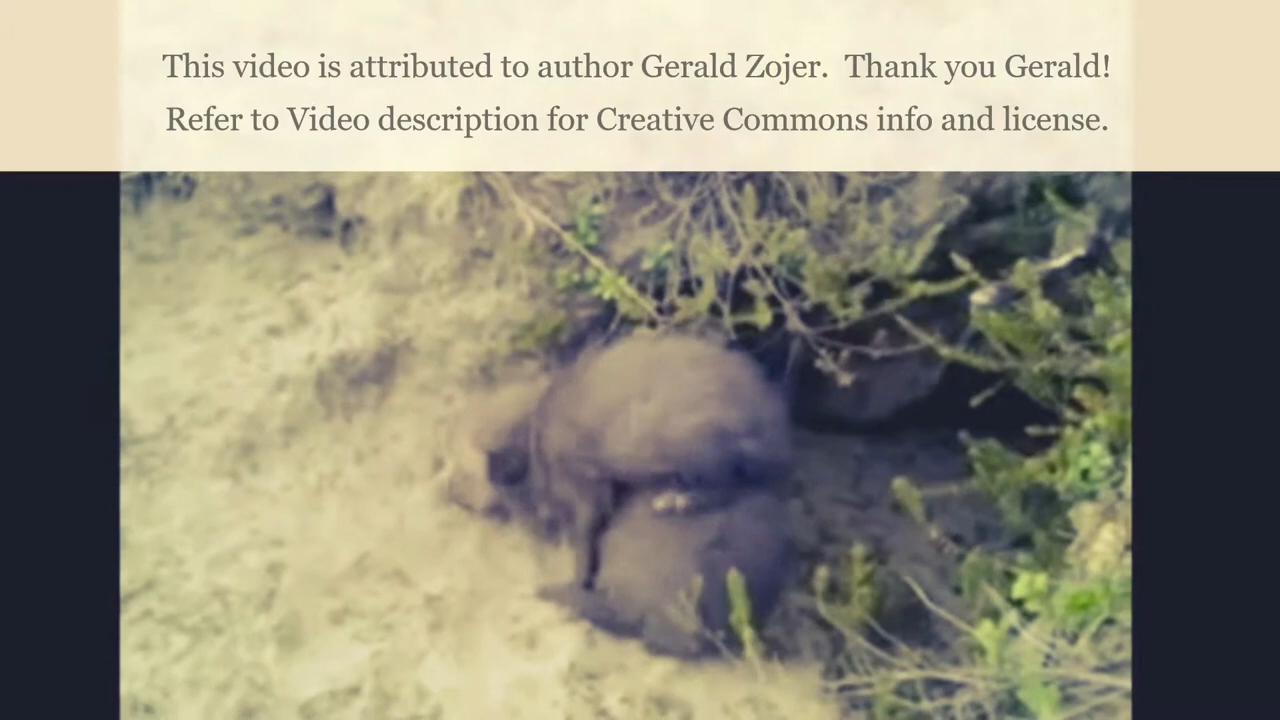 This video is attributed to author Gerald Zojer.  Thank you Gerald!
Refer to Video description for Creative Commons info and license.